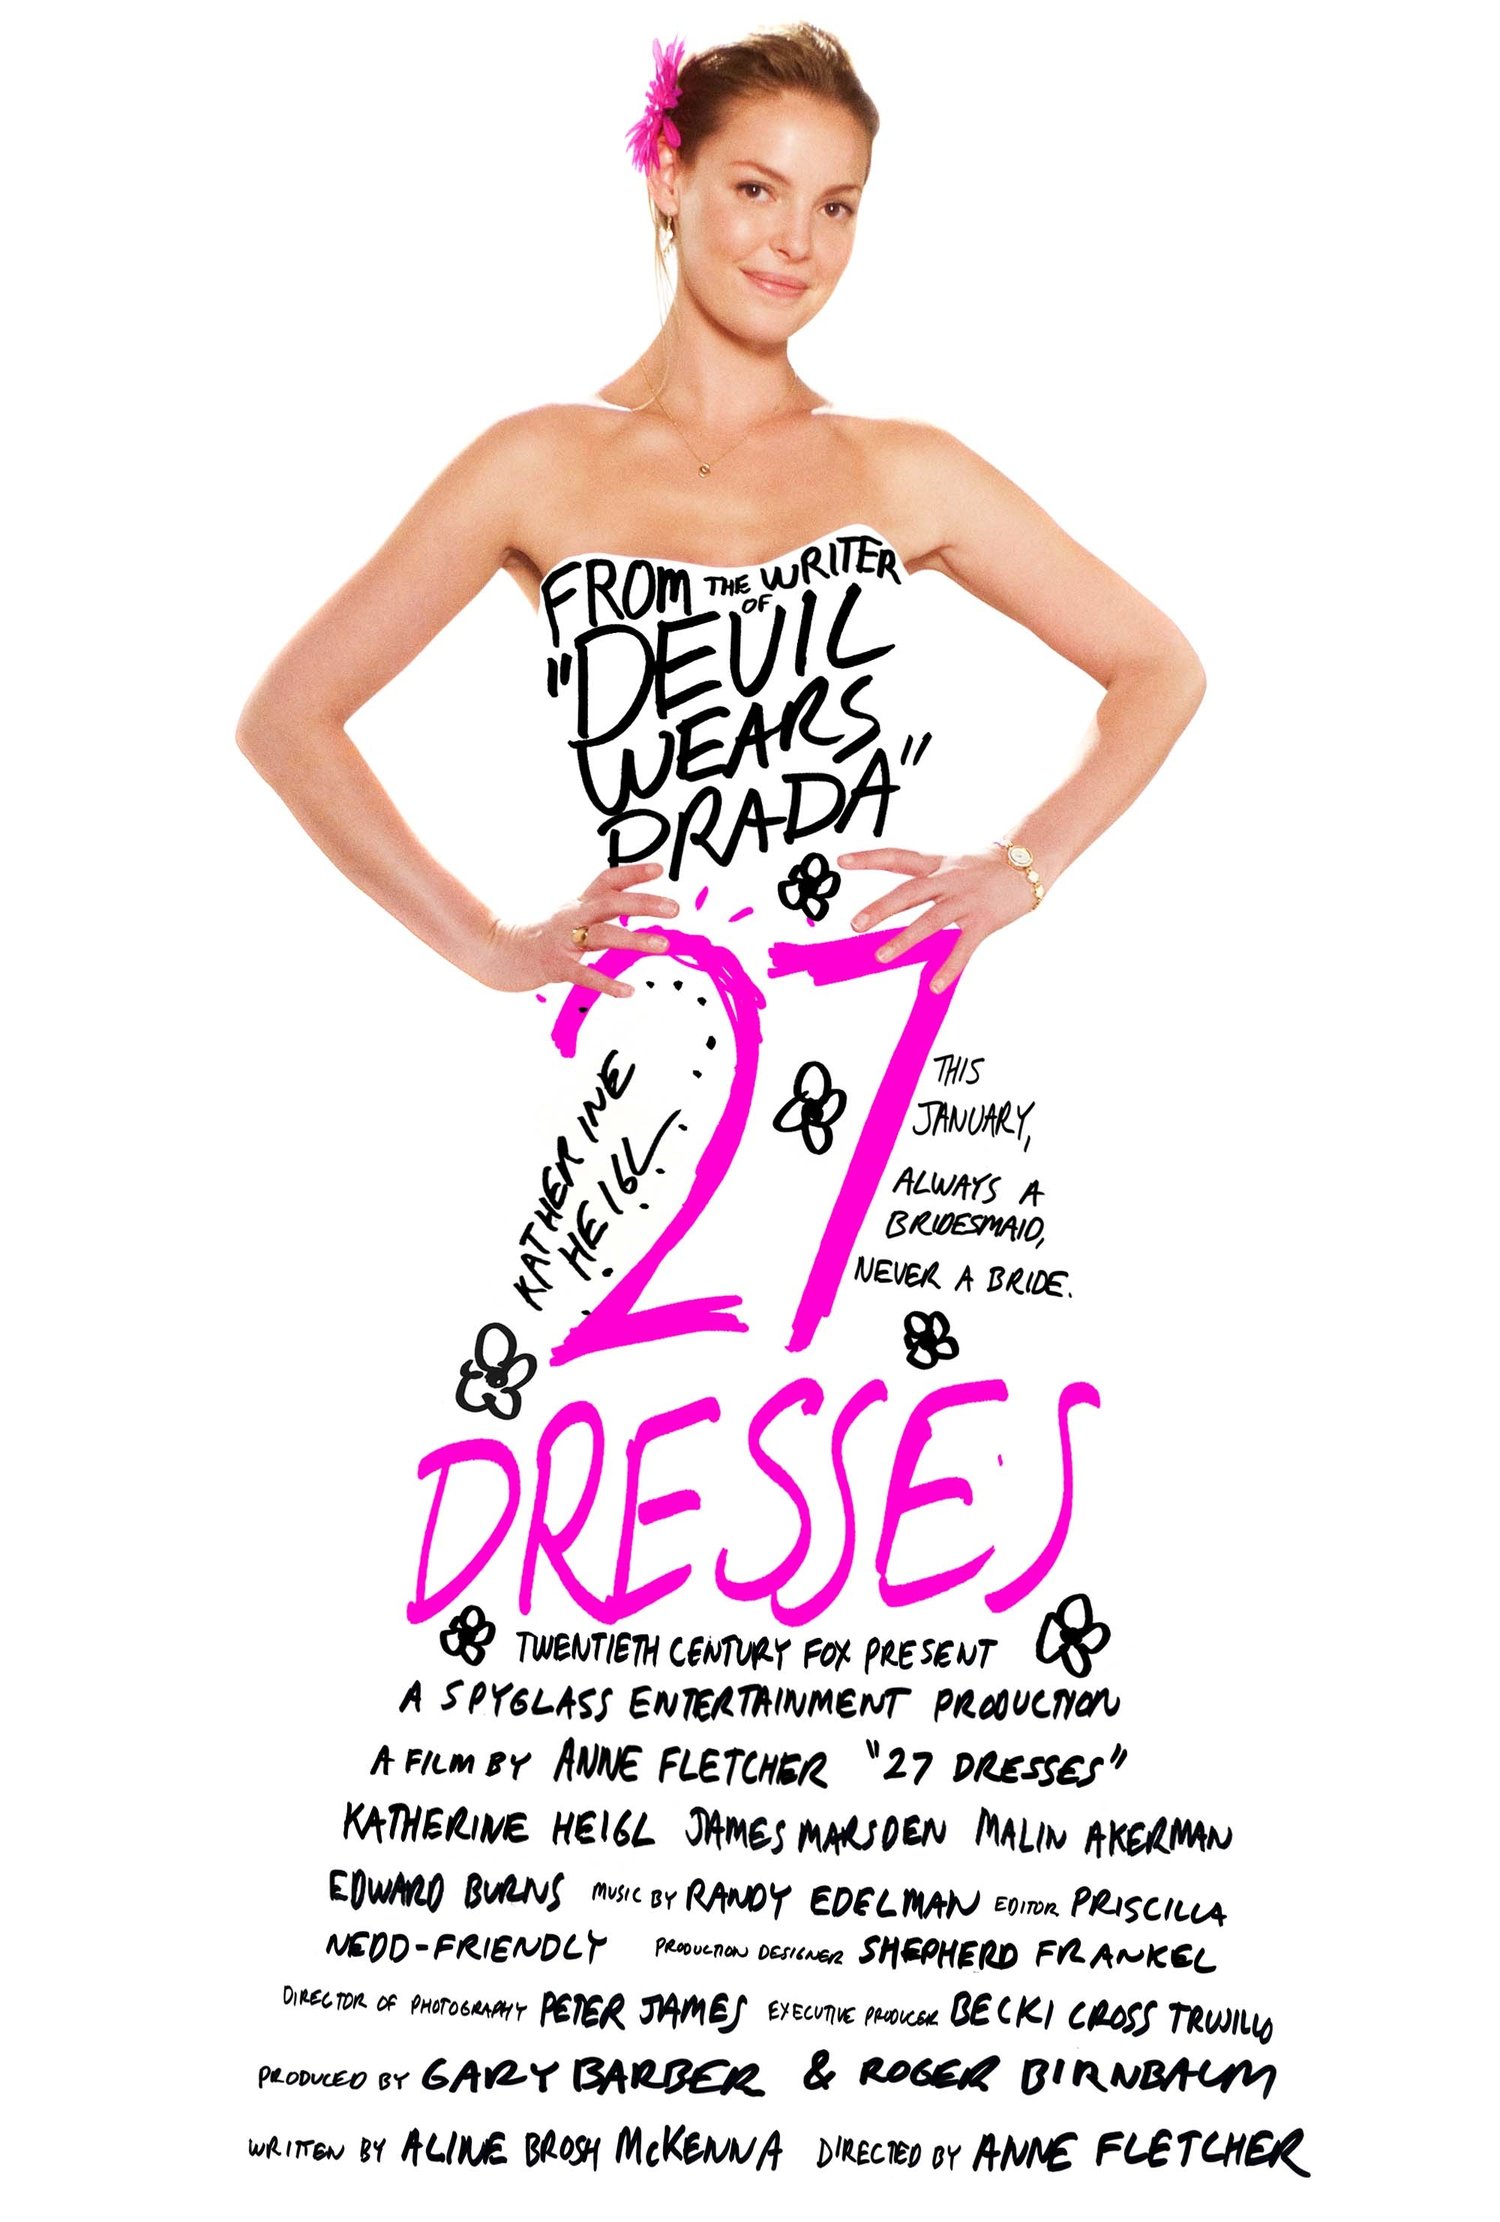 FROM THE WRITER
OF
"DEVIL
WEARS
PRADA"
27
KATHERINE
HEIGL
THIS
JANUARY,
ALWAYS A
BRIDESMAID,
NEVER A BRIDE.
DRESSES
TWENTIETH CENTURY FOX PRESENT
A SPYGLASS ENTERTAINMENT PRODUCTION
A FILM BY ANNE FLETCHER "27 DRESSES"
KATHERINE HEIGL JAMES MARSDEN MALIN AKERMAN
EDWARD BURNS MUSIC BY RANDY EDELMAN EDITOR PRISCILLA
NEDD-FRIENDLY PRODUCTION DESIGNER SHEPHERD FRANKEL
DIRECTOR OF PHOTOGRAPHY PETER JAMES EXECUTIVE PRODUCER BECKI CROSS TRUJILLO
PRODUCED BY GARY BARBER & ROGER BIRNBAUM
WRITTEN BY ALINE BROSH McKENNA DIRECTED BY ANNE FLETCHER